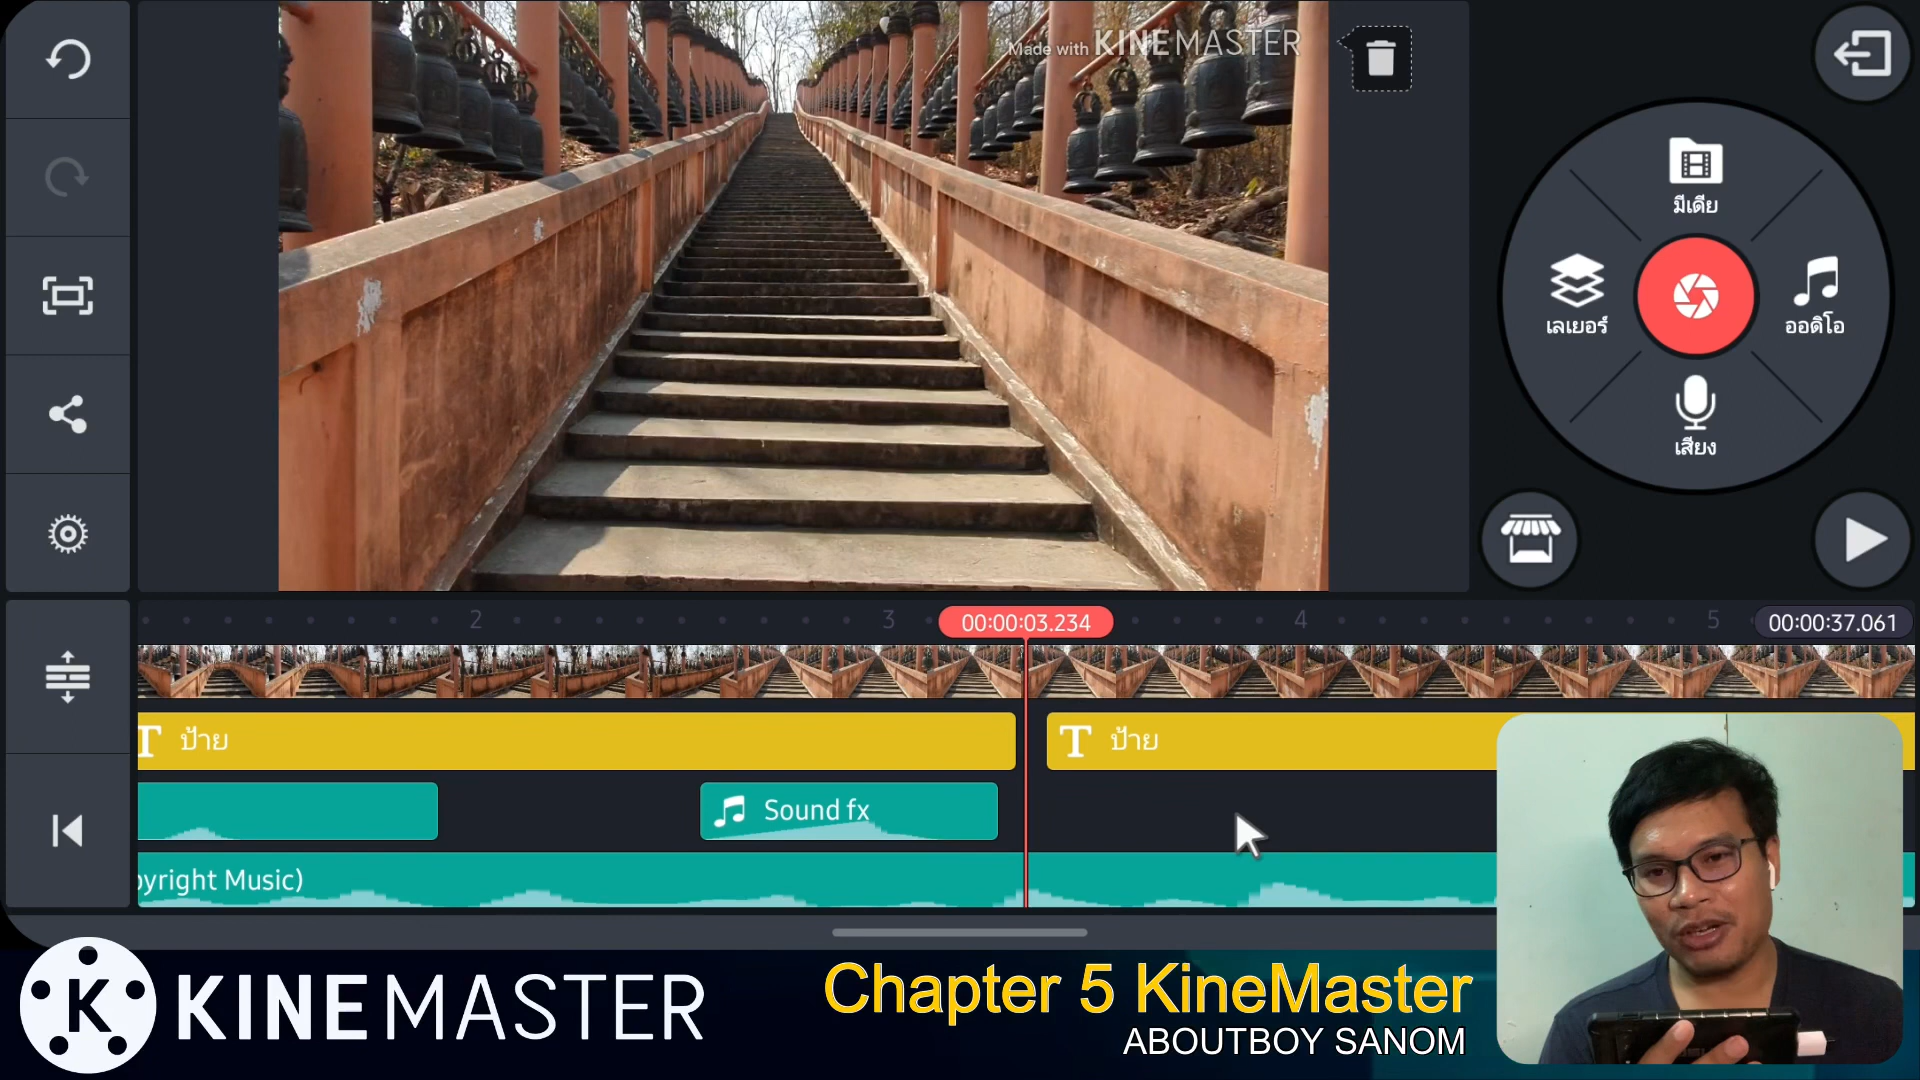 Made with KINEMASTER
มีเดีย
เลเยอร์
ออดิโอ
เสียง
2
3
00:00:03.234
4
5
00:00:37.061
T ป้าย
T ป้าย
Sound fx
pyright Music)
K KINEMASTER
Chapter 5 KineMaster
ABOUTBOY SANOM